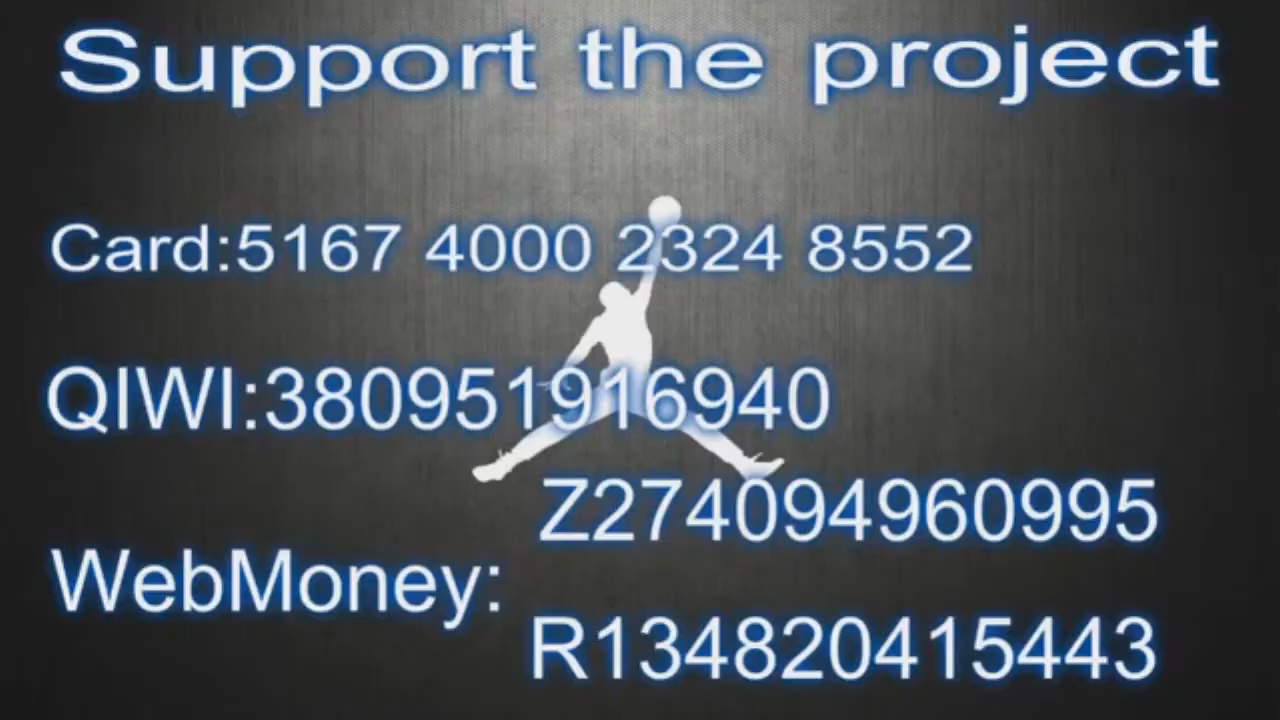 Support the project
Card:5167 4000 2324 8552
QIWI:380951916940
Z274094960995
WebMoney:
R134820415443